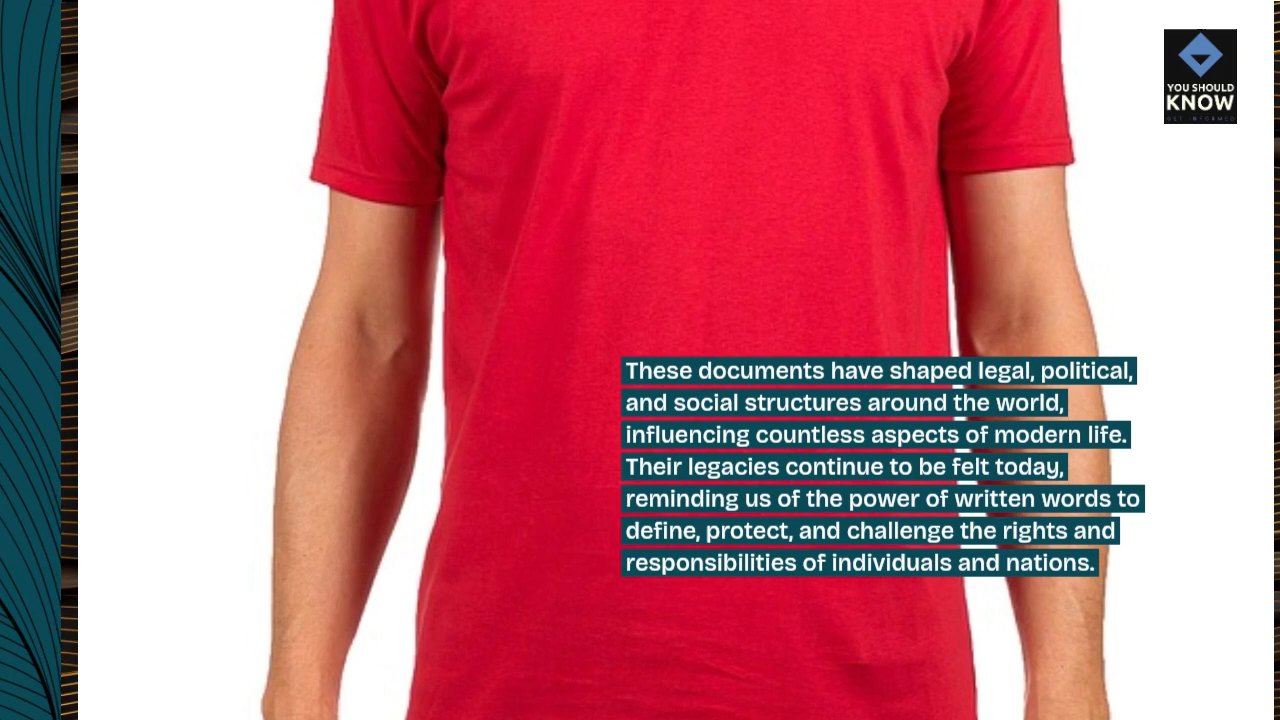 YOU SHOULD
KNOW
GET INFORMED
These documents have shaped legal, political,
and social structures around the world,
influencing countless aspects of modern life.
Their legacies continue to be felt today,
reminding us of the power of written words to
define, protect, and challenge the rights and
responsibilities of individuals and nations.